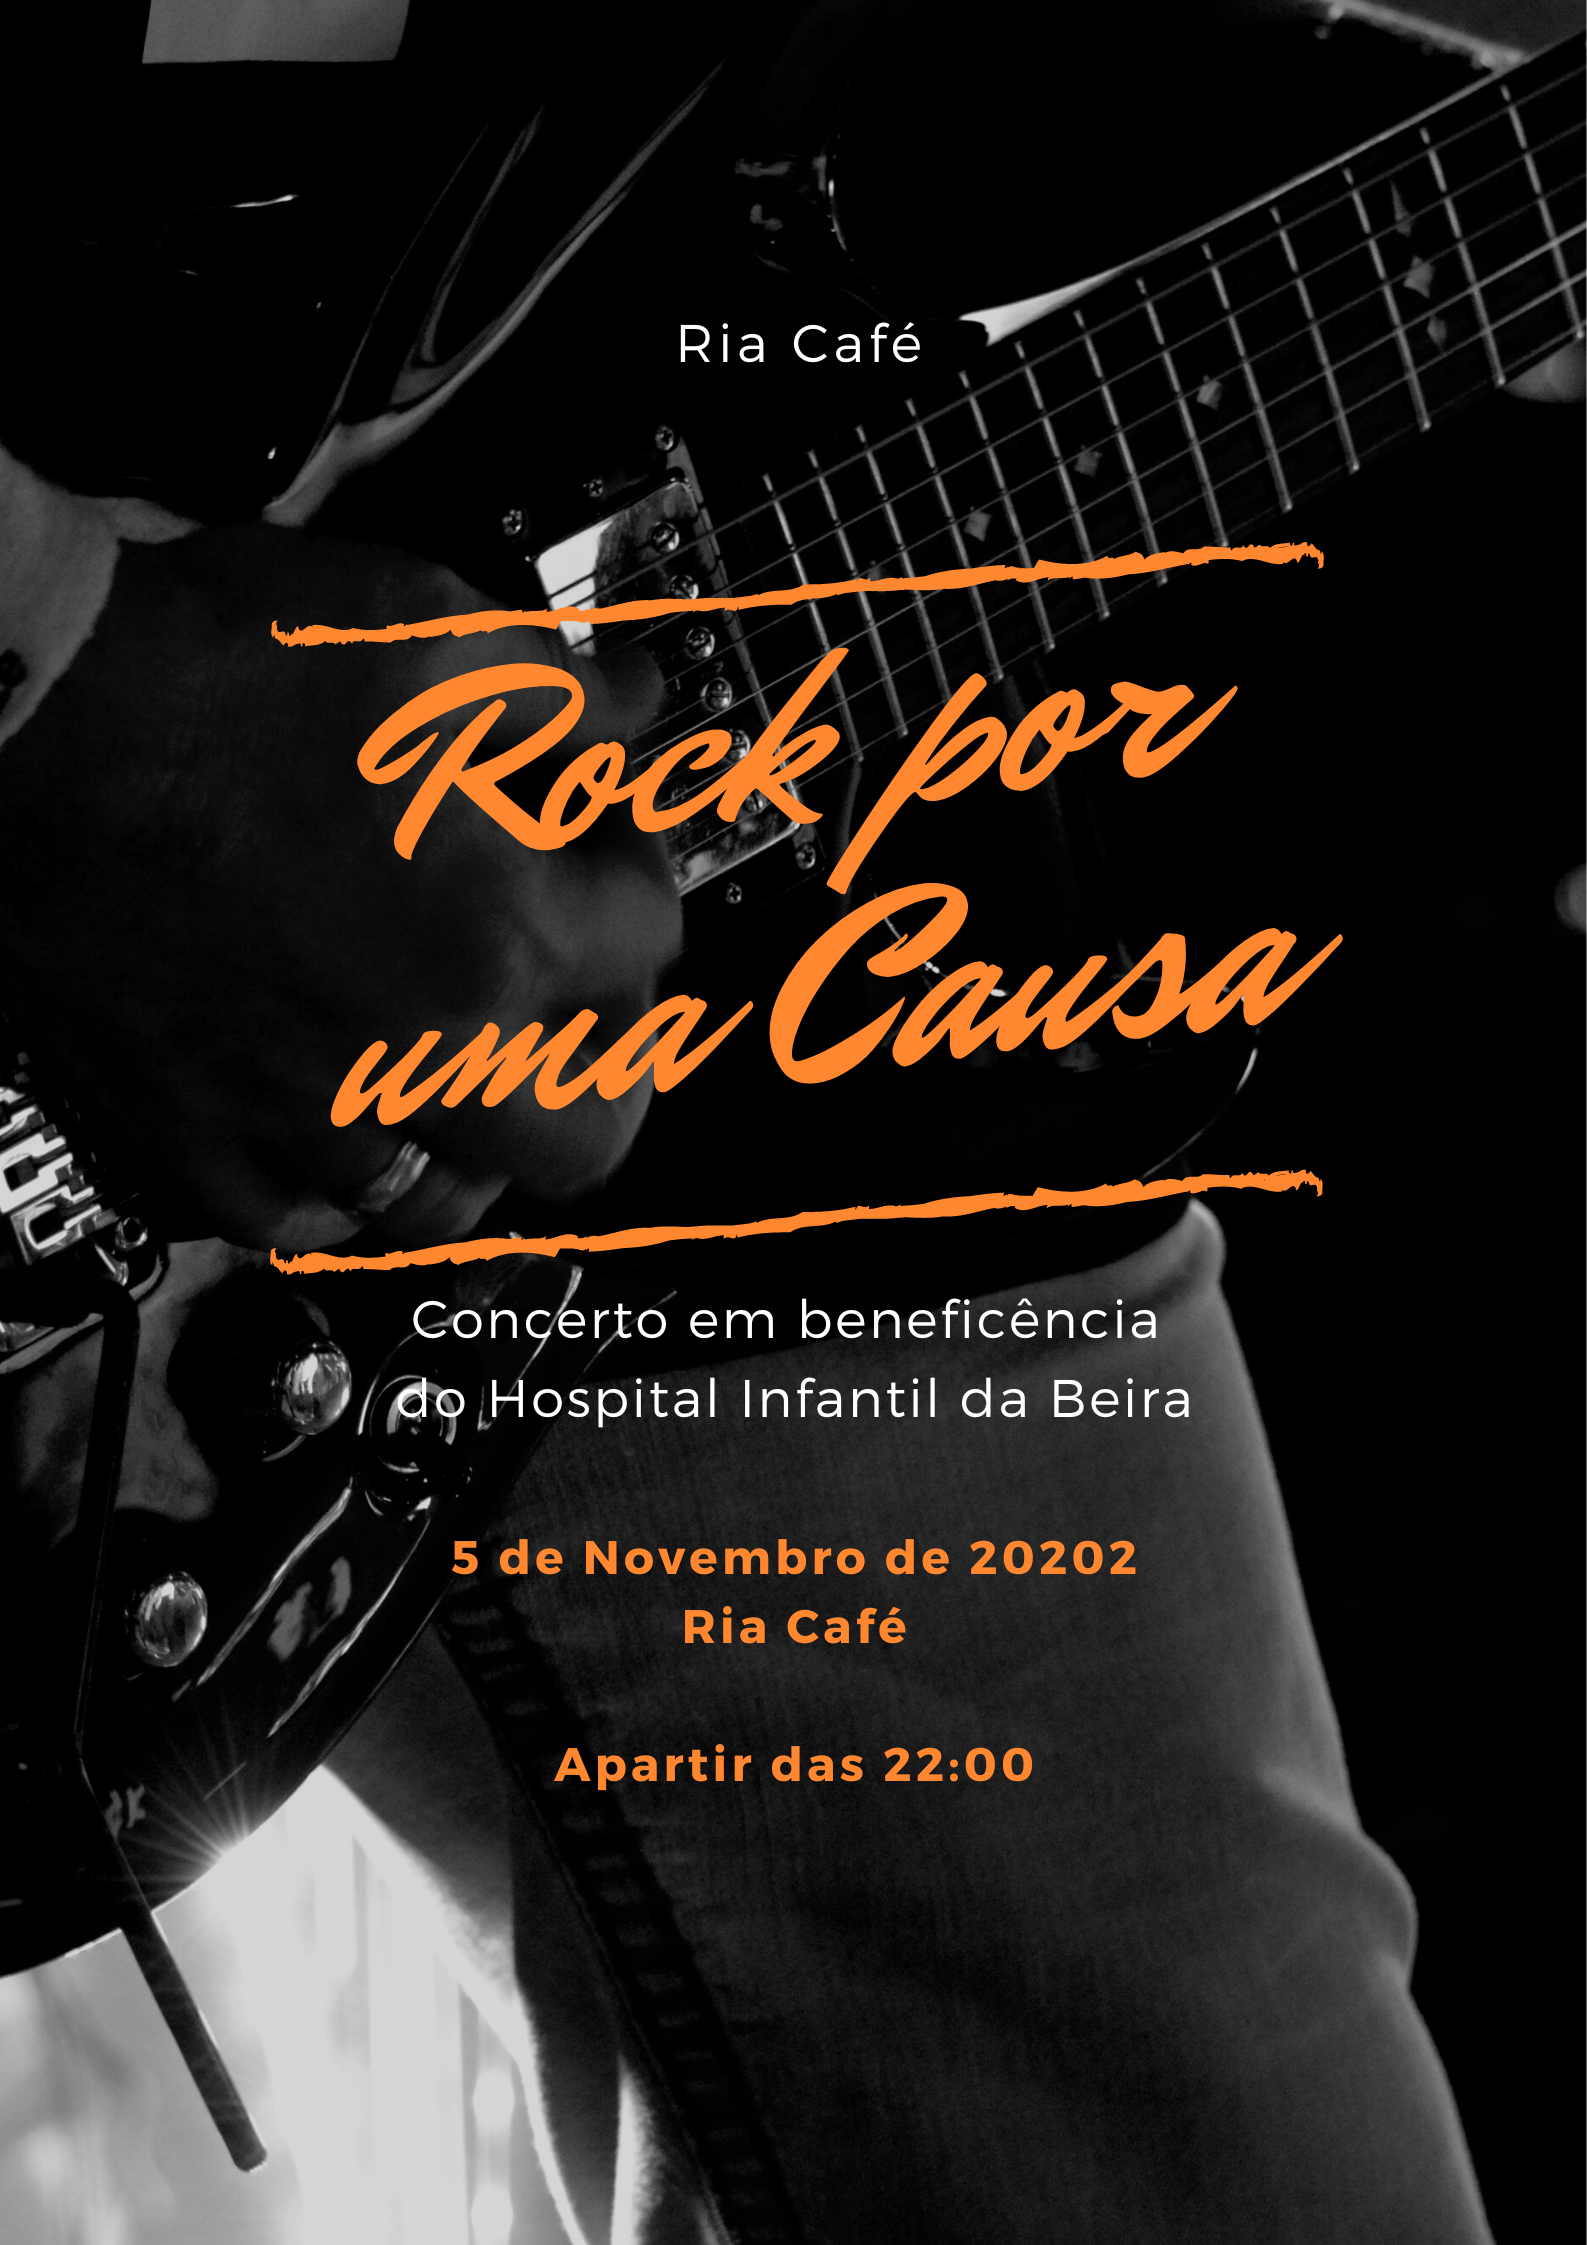 Ria Café
Rock por
uma Causa
Concerto em beneficência
do Hospital Infantil da Beira
5 de Novembro de 20202
Ria Café
Apartir das 22:00